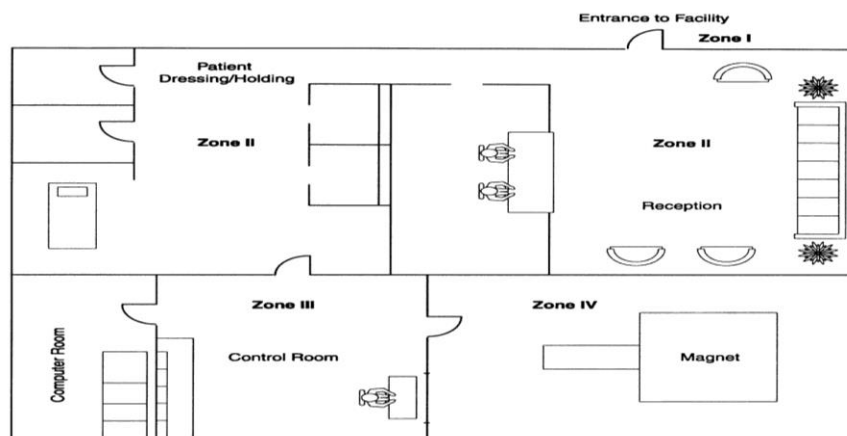 Entrance to Facility
Zone I
Patient
Dressing/Holding
Zone II
Zone II
Reception
Zone III
Zone IV
Computer Room
Control Room
Magnet